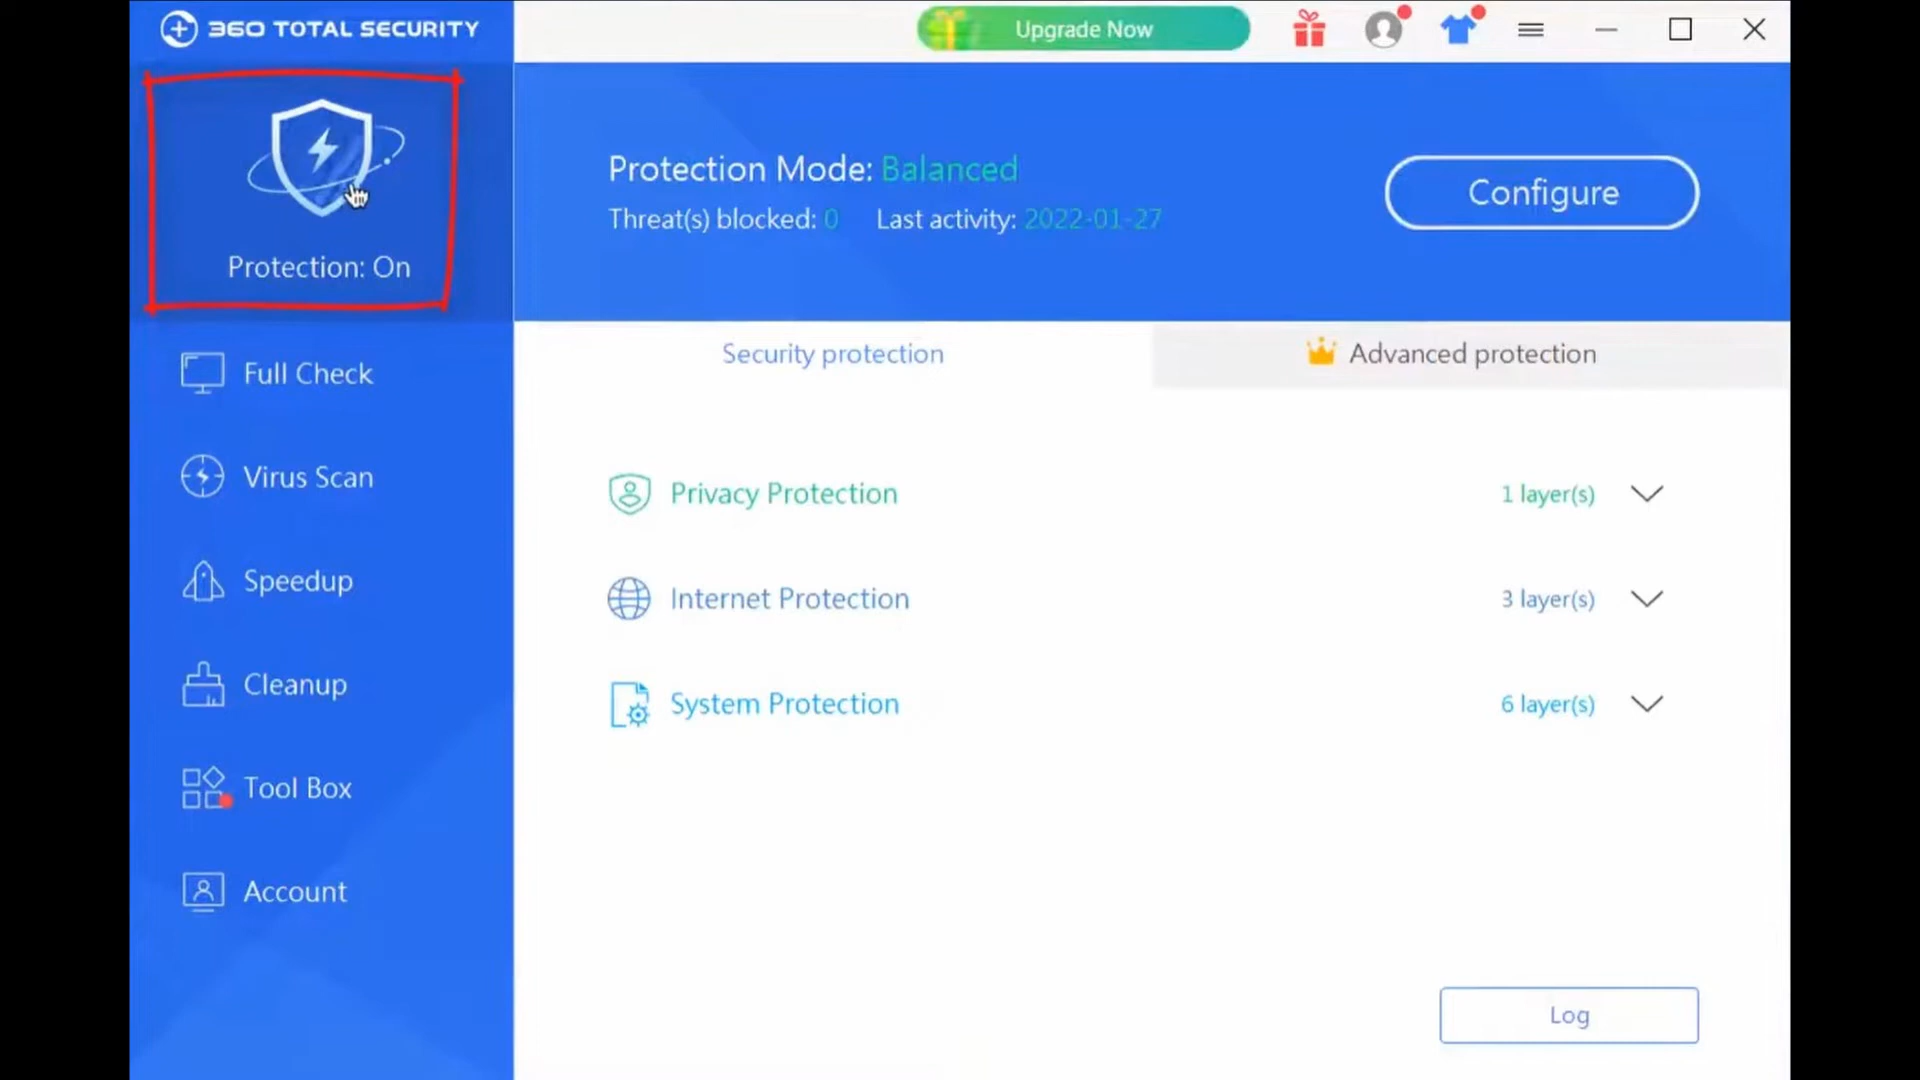 360 TOTAL SECURITY
Upgrade Now
Protection: On
Protection Mode: Balanced
Threat(s) blocked: 0 Last activity: 2022-01-27
Configure
Full Check
Virus Scan
Speedup
Cleanup
Tool Box
Account
Security protection
Advanced protection
Privacy Protection 1 layer(s)
Internet Protection 3 layer(s)
System Protection 6 layer(s)
Log